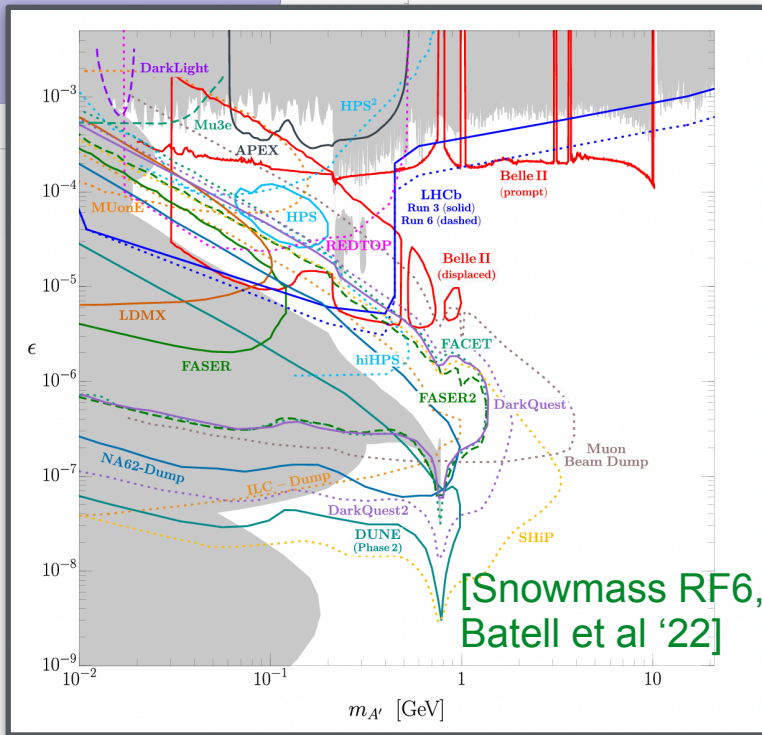 DarkLight
HPS²
10⁻³
Mu3e
APEX
Belle II
(prompt)
10⁻⁴
LHCb
Run 3 (solid)
Run 6 (dashed)
MUonE
HPS
REDTOP
Belle II
(displaced)
10⁻⁵
LDMX
ϵ
FACET
FASER
hiHPS
10⁻⁶
FASER2
DarkQuest
Muon
Beam Dump
10⁻⁷
NA62-Dump
ILC - Dump
DarkQuest2
DUNE
(Phase 2)
SHiP
10⁻⁸
[Snowmass RF6,
Batell et al ‘22]
10⁻⁹
10⁻²
10⁻¹
1
10
m_A′ [GeV]